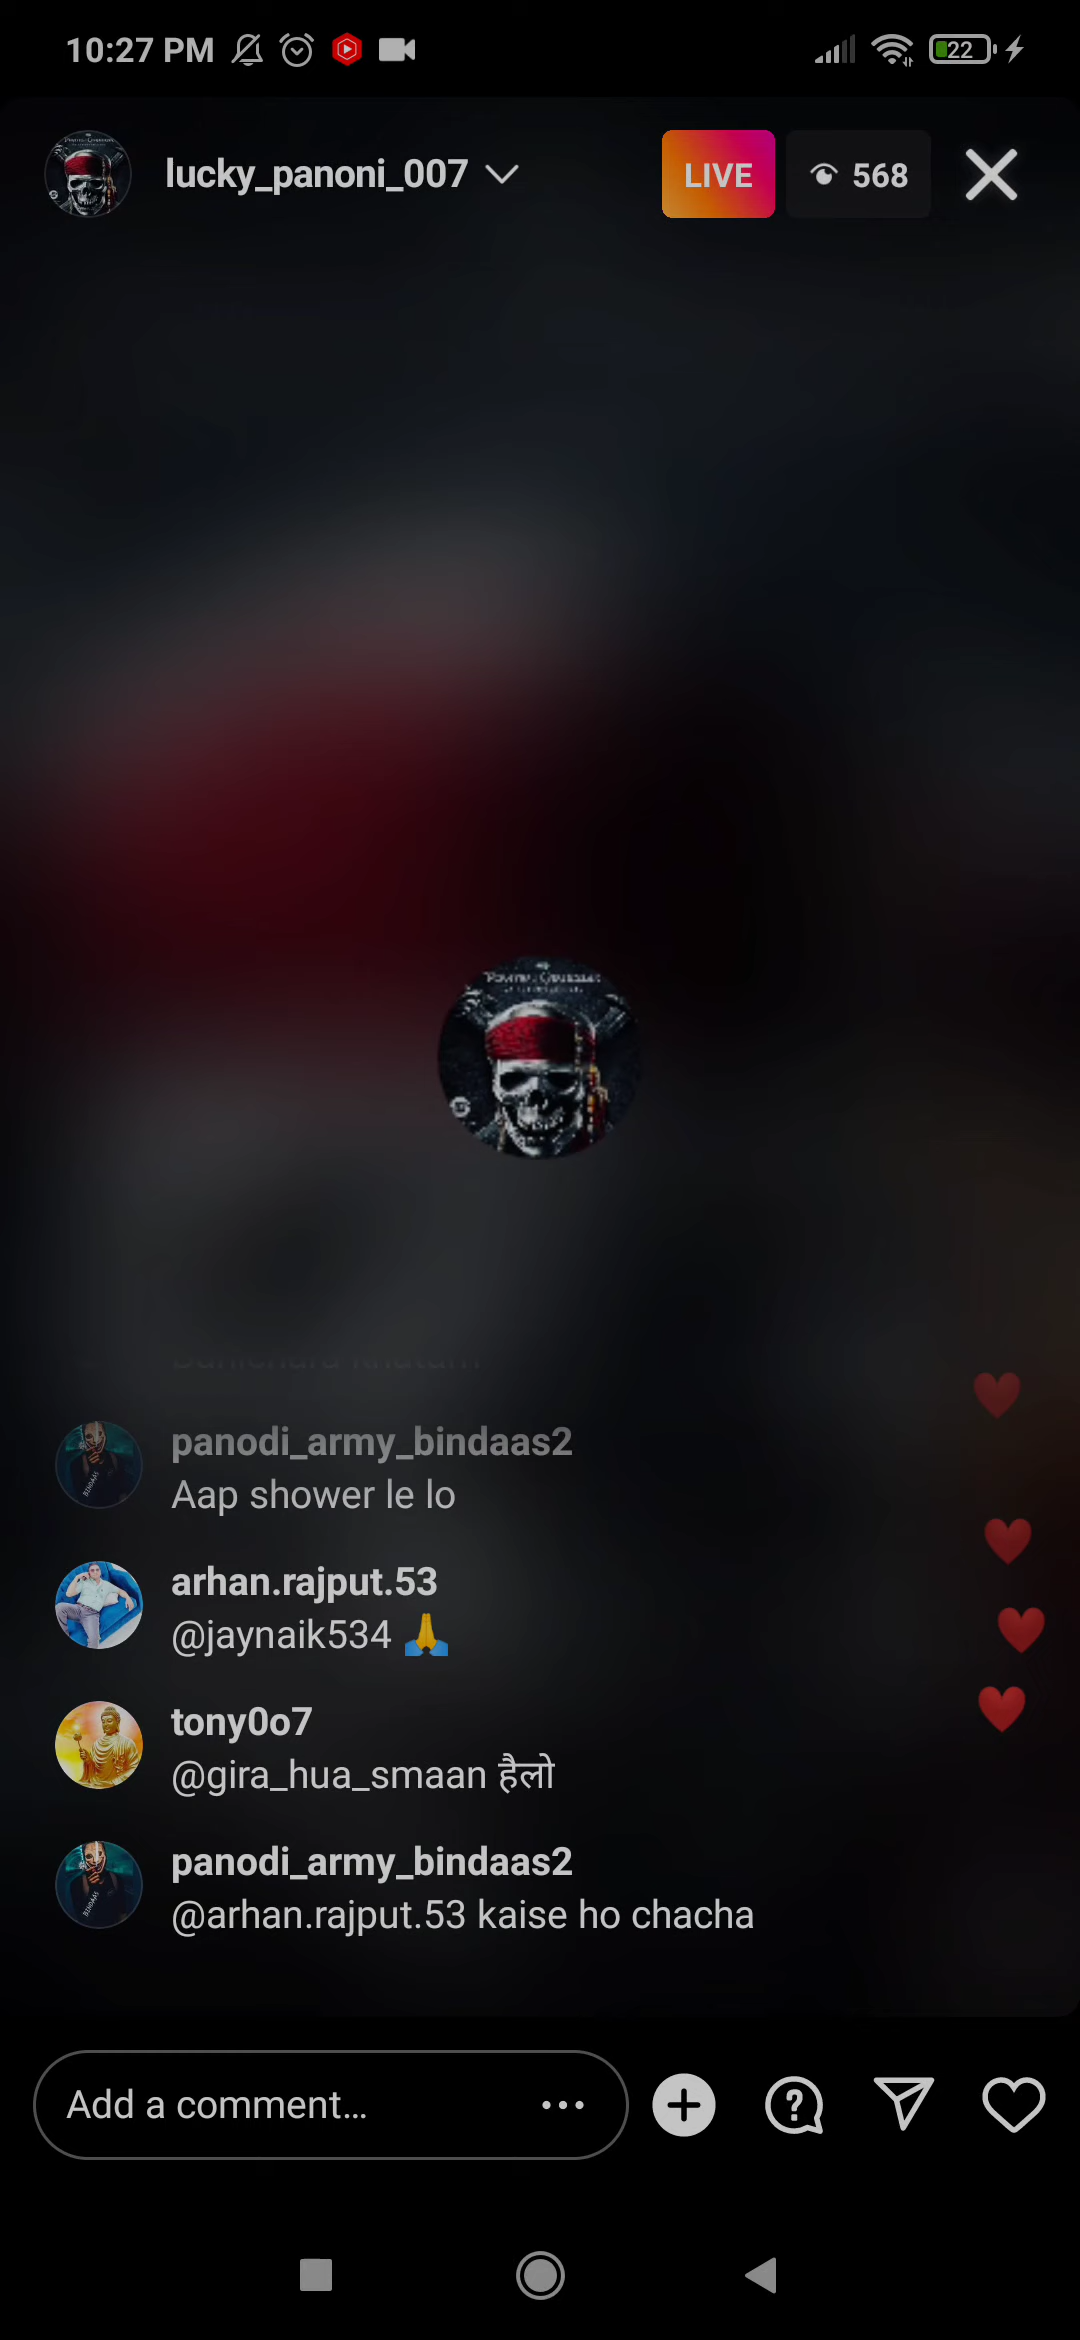 10:27 PM
22
lucky_panoni_007
LIVE
568
panodi_army_bindaas2
Aap shower le lo
arhan.rajput.53
@jaynaik534 🙏
tony0o7
@gira_hua_smaan हैलो
panodi_army_bindaas2
@arhan.rajput.53 kaise ho chacha
Add a comment...